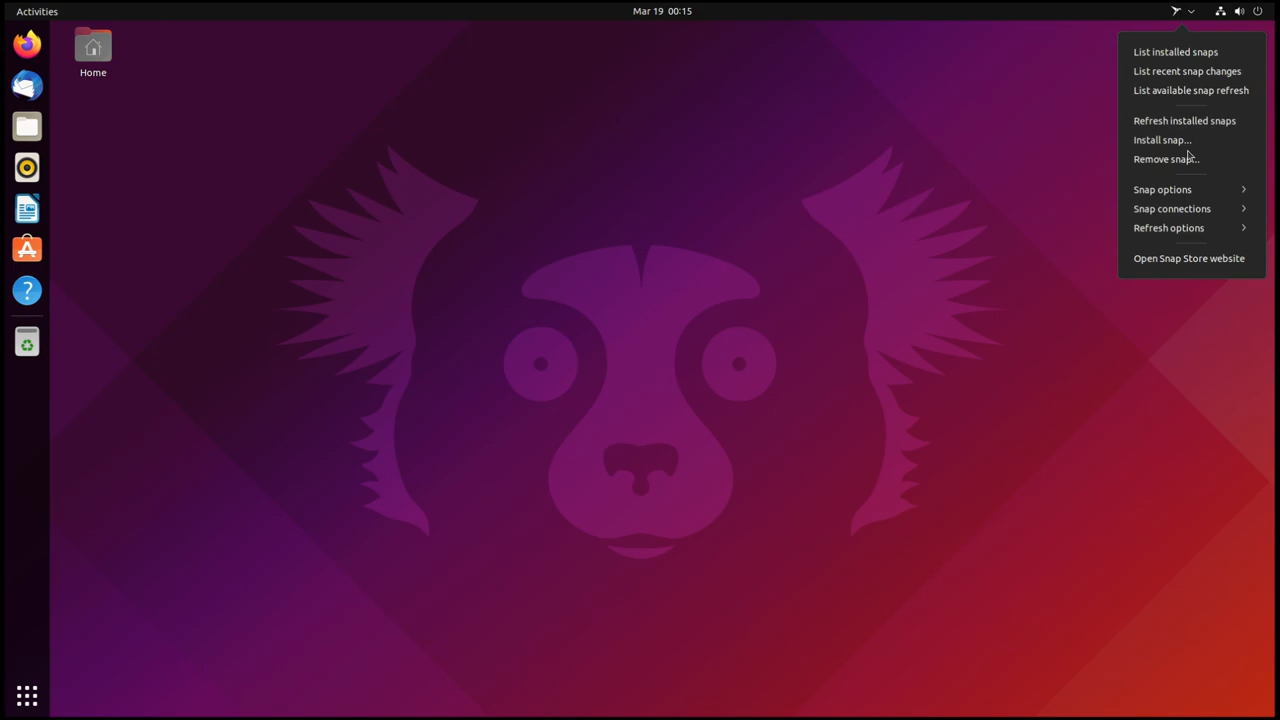 Activities
Mar 19 00:15
Home
List installed snaps
List recent snap changes
List available snap refresh
Refresh installed snaps
Install snap...
Remove snap...
Snap options
Snap connections
Refresh options
Open Snap Store website